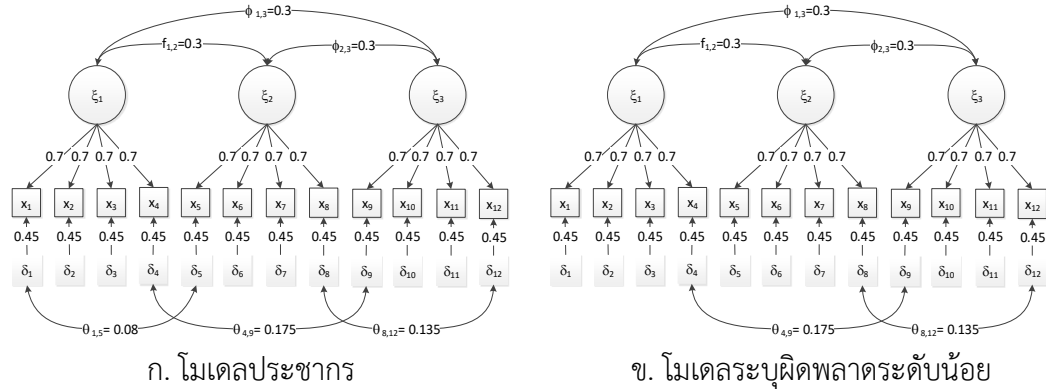 ϕ1,3=0.3 ϕ1,3=0.3
f1,2=0.3 ϕ2,3=0.3 f1,2=0.3 ϕ2,3=0.3
ξ1 ξ2 ξ3 ξ1 ξ2 ξ3
0.7 0.7 0.7 0.7 0.7 0.7 0.7 0.7 0.7 0.7 0.7 0.7 0.7 0.7 0.7 0.7 0.7 0.7 0.7 0.7 0.7 0.7 0.7 0.7
x1 x2 x3 x4 x5 x6 x7 x8 x9 x10 x11 x12 x1 x2 x3 x4 x5 x6 x7 x8 x9 x10 x11 x12
0.45 0.45 0.45 0.45 0.45 0.45 0.45 0.45 0.45 0.45 0.45 0.45 0.45 0.45 0.45 0.45 0.45 0.45 0.45 0.45 0.45 0.45 0.45 0.45
δ1 δ2 δ3 δ4 δ5 δ6 δ7 δ8 δ9 δ10 δ11 δ12 δ1 δ2 δ3 δ4 δ5 δ6 δ7 δ8 δ9 δ10 δ11 δ12
θ1,5= 0.08 θ4,9= 0.175 θ8,12= 0.135 θ4,9= 0.175 θ8,12= 0.135
ก. โมเดลประชากร ข. โมเดลระบุผิดพลาดระดับน้อย